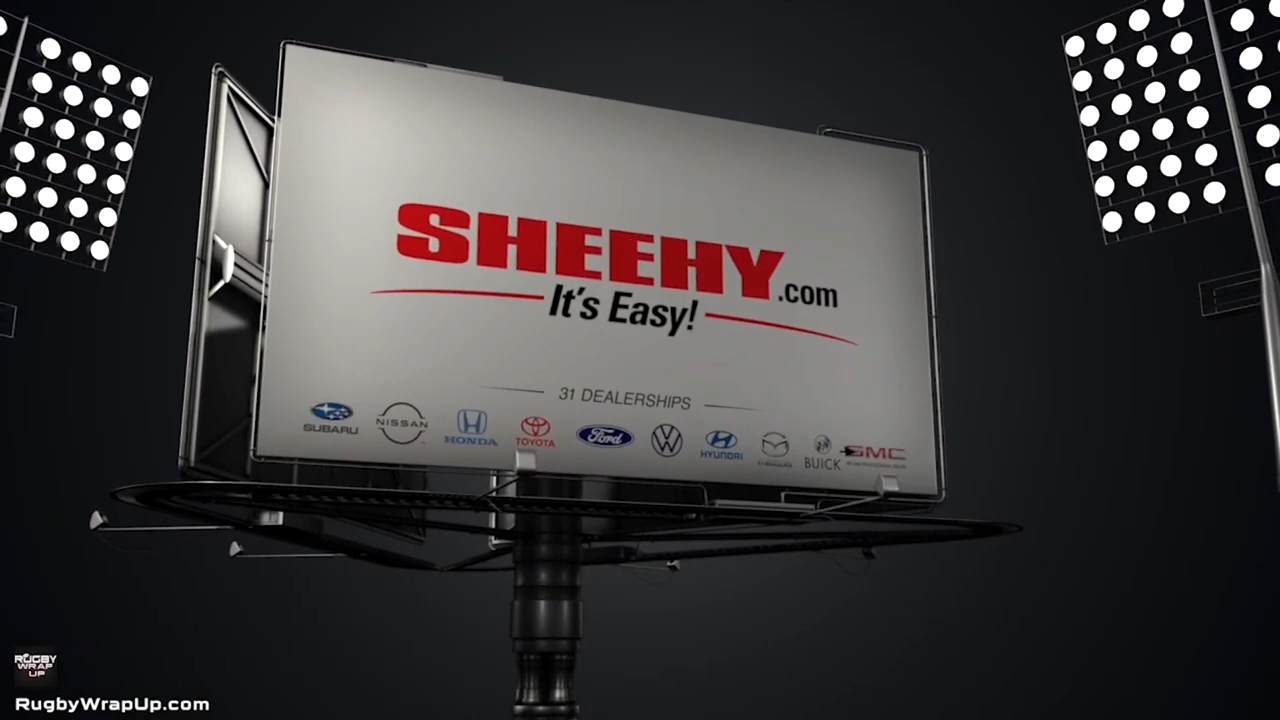 SHEEHY.com
It's Easy!
31 DEALERSHIPS
SUBARU NISSAN HONDA TOYOTA Ford HYUNDAI BUICK GMC
RUGBY
WRAP
UP
RugbyWrapUp.com